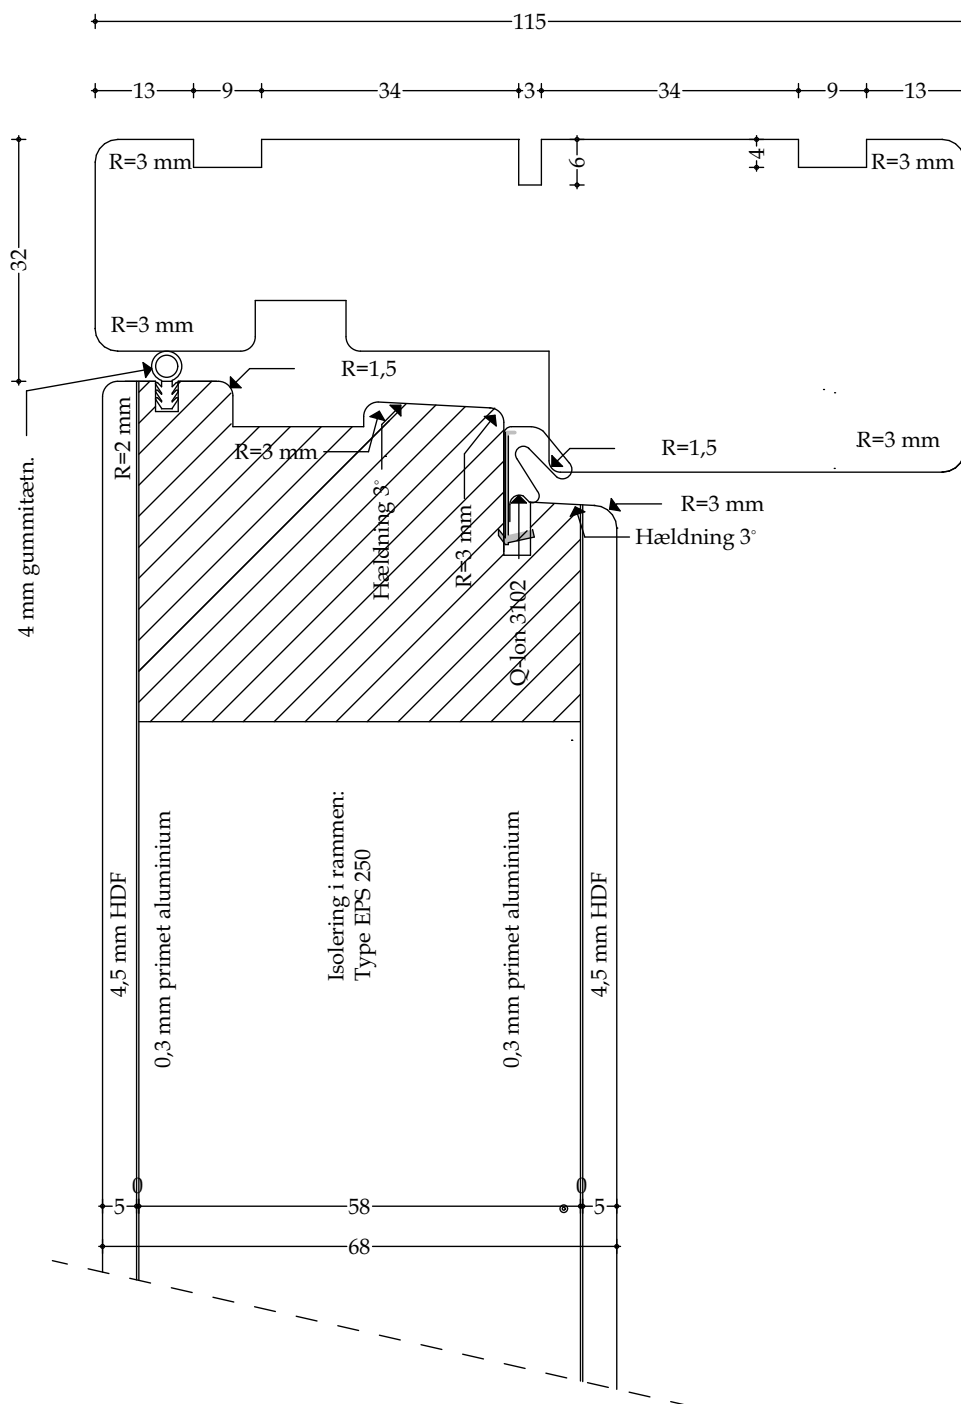 115
13
9
34
3
34
9
13
R=3 mm
6
4
R=3 mm
32
R=3 mm
R=1,5
R=2 mm
R=3 mm
Hældning 3°
R=3 mm
R=1,5
R=3 mm
R=3 mm
Hældning 3°
4 mm gummitætn.
Q-lon 3102
4,5 mm HDF
0,3 mm primet aluminium
Isolering i rammen:
Type EPS 250
0,3 mm primet aluminium
4,5 mm HDF
0
0
5
58
5
68